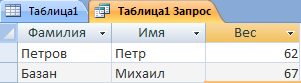 Таблица1 Таблица1 Запрос
Фамилия Имя Вес
Петров Петр 62
Базан Михаил 67